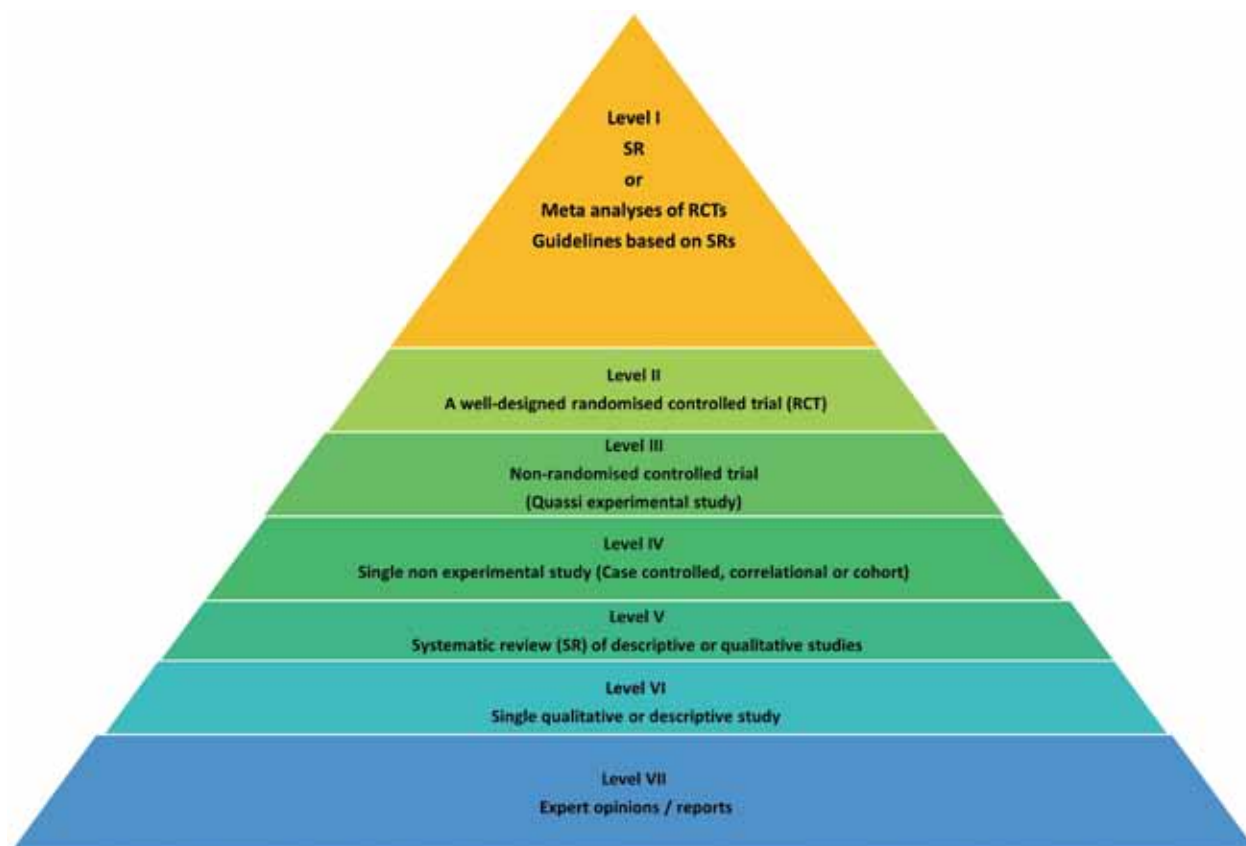 Level I
SR
or
Meta analyses of RCTs
Guidelines based on SRs
Level II
A well-designed randomised controlled trial (RCT)
Level III
Non-randomised controlled trial
(Quassi experimental study)
Level IV
Single non experimental study (Case controlled, correlational or cohort)
Level V
Systematic review (SR) of descriptive or qualitative studies
Level VI
Single qualitative or descriptive study
Level VII
Expert opinions / reports